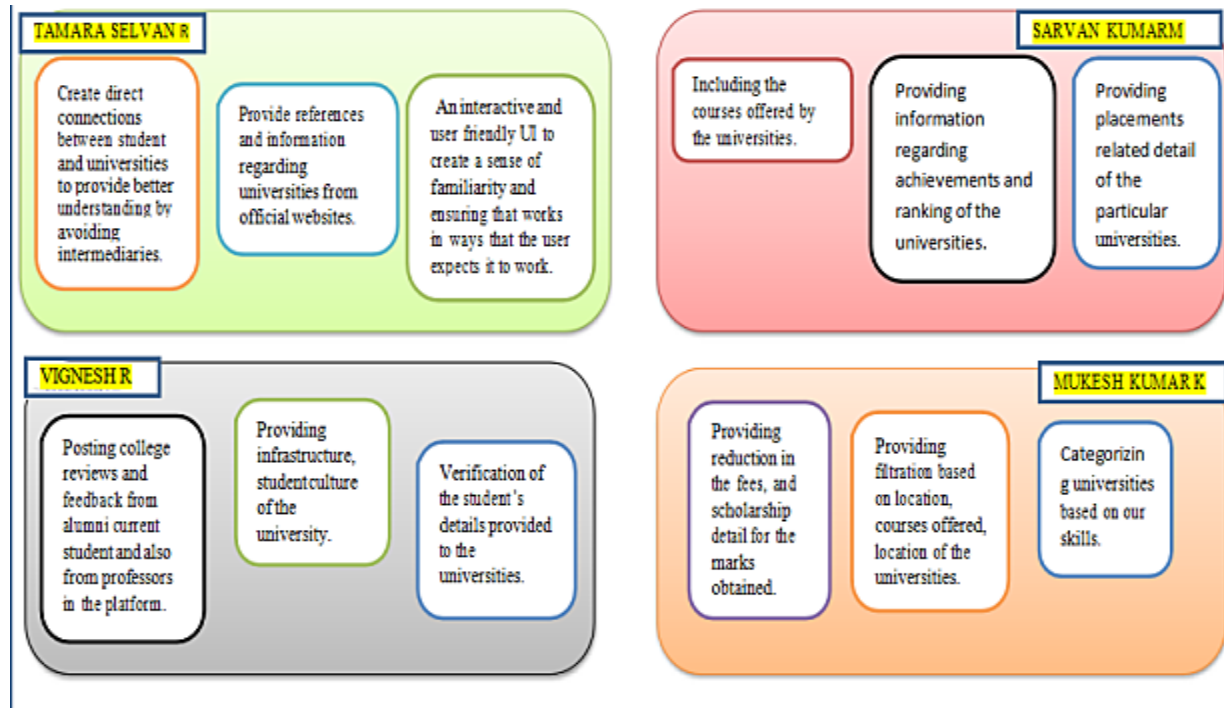 TAMARA SELVAN R
Create direct
connections
between student
and universities
to provide better
understanding by
avoiding
intermediaries.
Provide references
and information
regarding
universities from
official websites.
An interactive and
user friendly UI to
create a sense of
familiarity and
ensuring that works
in ways that the user
expects it to work.
SARVAN KUMARM
Including the
courses offered by
the universities.
Providing
information
regarding
achievements and
ranking of the
universities.
Providing
placements
related detail
of the
particular
universities.
VIGNESH R
Posting college
reviews and
feedback from
alumni current
student and also
from professors
in the platform.
Providing
infrastructure,
student culture
of the
university.
Verification of
the student's
details provided
to the
universities.
MUKESH KUMAR K
Providing
reduction in
the fees, and
scholarship
detail for the
marks
obtained.
Providing
filtration based
on location,
courses offered,
location of the
universities.
Categorizin
g universities
based on our
skills.